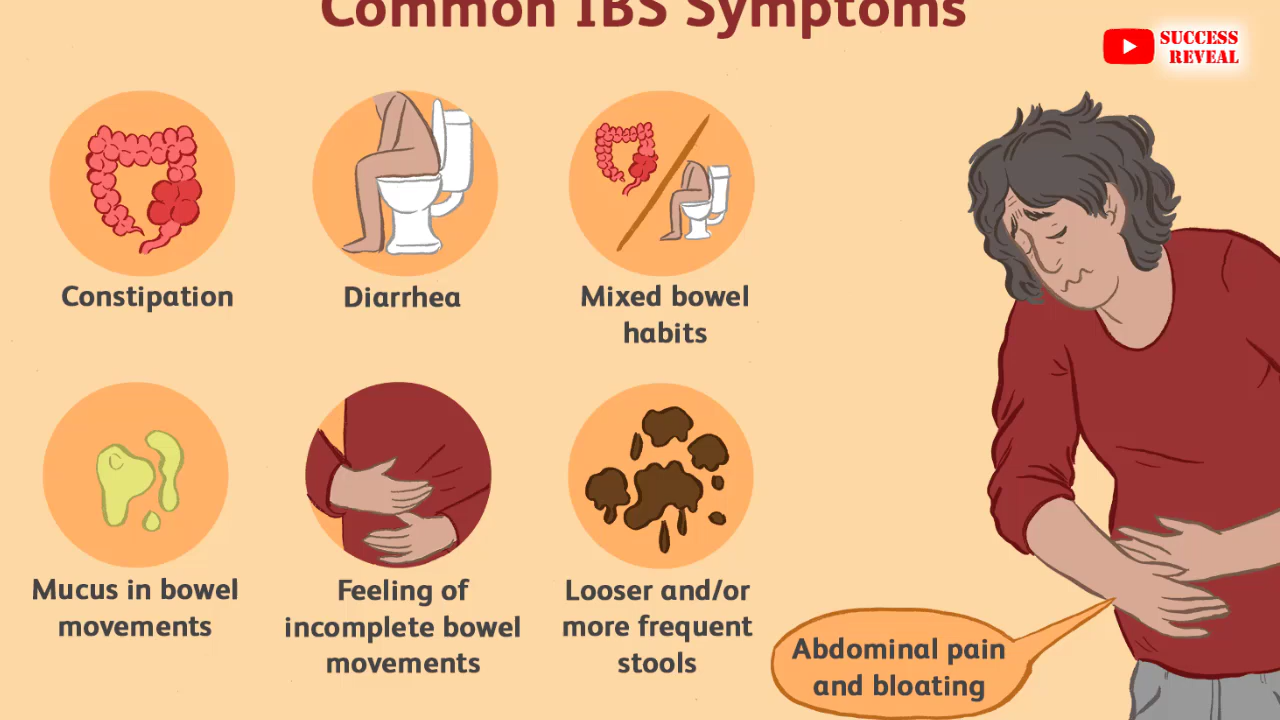 Common IBS Symptoms
SUCCESS
REVEAL
Constipation
Diarrhea
Mixed bowel
habits
Mucus in bowel
movements
Feeling of
incomplete bowel
movements
Looser and/or
more frequent
stools
Abdominal pain
and bloating